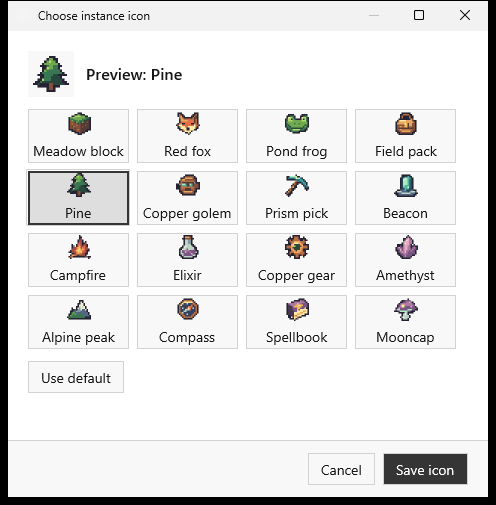 Choose instance icon
Preview: Pine
Meadow block
Red fox
Pond frog
Field pack
Pine
Copper golem
Prism pick
Beacon
Campfire
Elixir
Copper gear
Amethyst
Alpine peak
Compass
Spellbook
Mooncap
Use default
Cancel
Save icon